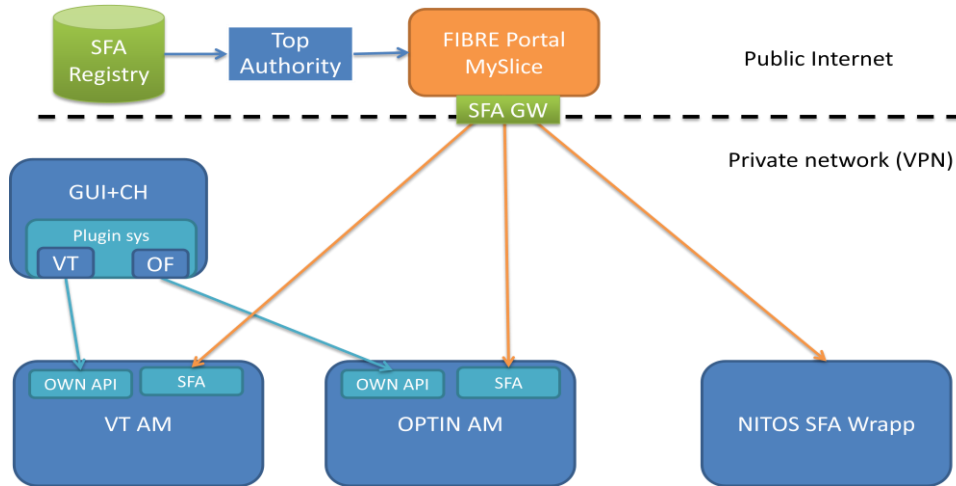 SFA
Registry
Top
Authority
FIBRE Portal
MySlice
Public Internet
SFA GW
Private network (VPN)
GUI+CH
Plugin sys
VT
OF
OWN API
SFA
VT AM
OWN API
SFA
OPTIN AM
NITOS SFA Wrapp